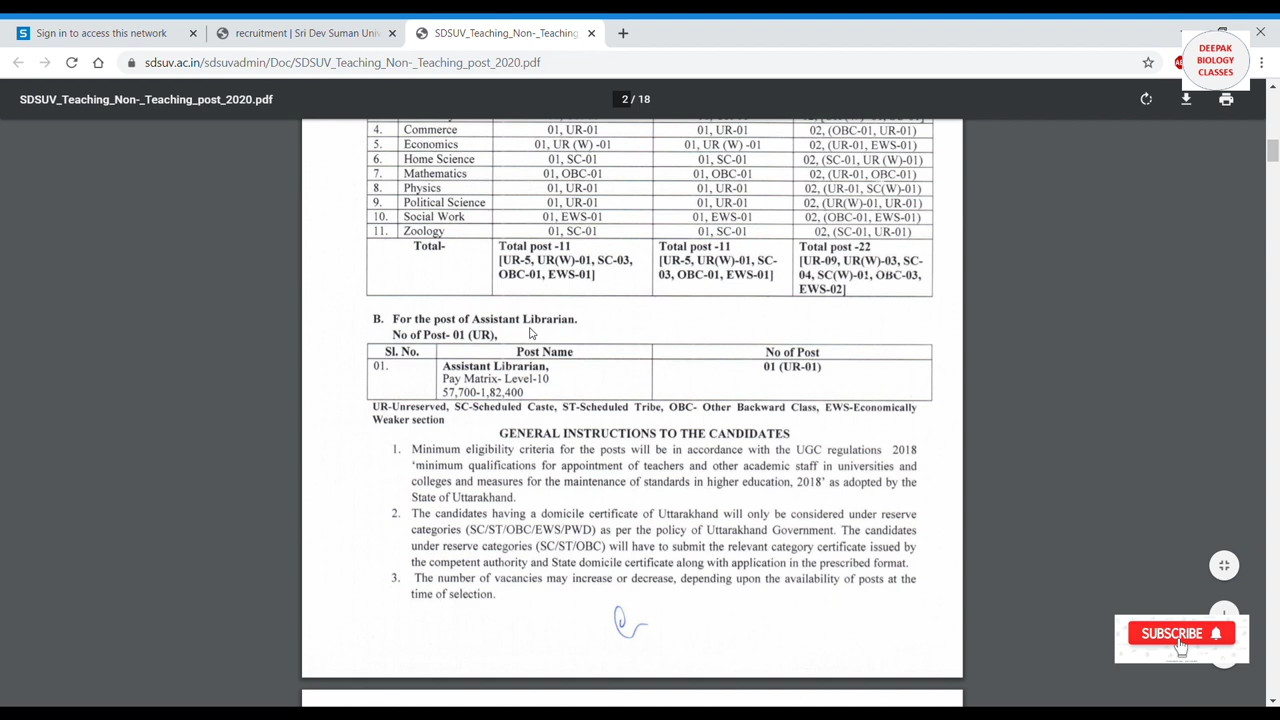 Sign in to access this network
recruitment | Sri Dev Suman Univ
SDSUV_Teaching_Non-_Teaching_
sdsuv.ac.in/sdsuvadmin/Doc/SDSUV_Teaching_Non-_Teaching_post_2020.pdf
DEEPAK
BIOLOGY
CLASSES
SDSUV_Teaching_Non-_Teaching_post_2020.pdf
2 / 18
4. Commerce 01, UR-01 01, UR-01 02, (OBC-01, UR-01)
5. Economics 01, UR (W) -01 01, UR (W) -01 02, (UR-01, EWS-01)
6. Home Science 01, SC-01 01, SC-01 02, (SC-01, UR (W)-01)
7. Mathematics 01, OBC-01 01, OBC-01 02, (UR-01, OBC-01)
8. Physics 01, UR-01 01, UR-01 02, (UR-01, SC(W)-01)
9. Political Science 01, UR-01 01, UR-01 02, (UR(W)-01, UR-01)
10. Social Work 01, EWS-01 01, EWS-01 02, (OBC-01, EWS-01)
11. Zoology 01, SC-01 01, SC-01 02, (SC-01, UR-01)
Total- Total post -11 Total post -11 Total post -22
[UR-5, UR(W)-01, SC-03, [UR-5, UR(W)-01, SC- [UR-09, UR(W)-03, SC-
OBC-01, EWS-01] 03, OBC-01, EWS-01] 04, SC(W)-01, OBC-03,
EWS-02]
B. For the post of Assistant Librarian.
No of Post- 01 (UR),
Sl. No. Post Name No of Post
01. Assistant Librarian, 01 (UR-01)
Pay Matrix- Level-10
57,700-1,82,400
UR-Unreserved, SC-Scheduled Caste, ST-Scheduled Tribe, OBC- Other Backward Class, EWS-Economically
Weaker section
GENERAL INSTRUCTIONS TO THE CANDIDATES
1. Minimum eligibility criteria for the posts will be in accordance with the UGC regulations 2018
'minimum qualifications for appointment of teachers and other academic staff in universities and
colleges and measures for the maintenance of standards in higher education, 2018' as adopted by the
State of Uttarakhand.
2. The candidates having a domicile certificate of Uttarakhand will only be considered under reserve
categories (SC/ST/OBC/EWS/PWD) as per the policy of Uttarakhand Government. The candidates
under reserve categories (SC/ST/OBC) will have to submit the relevant category certificate issued by
the competent authority and State domicile certificate along with application in the prescribed format.
3. The number of vacancies may increase or decrease, depending upon the availability of posts at the
time of selection.
SUBSCRIBE